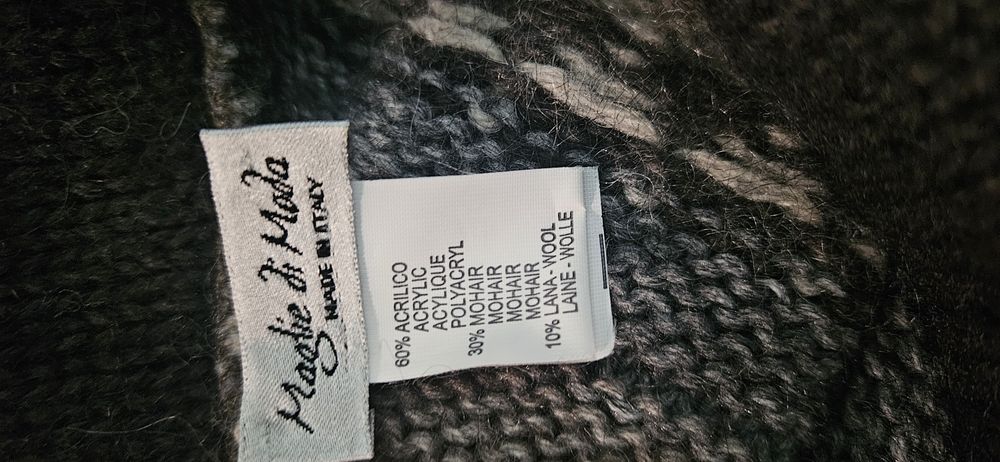 Maglie di Moda
MADE IN ITALY
60% ACRILICO
ACRYLIC
ACYLIQUE
POLYACRYL
30% MOHAIR
MOHAIR
MOHAIR
MOHAIR
10% LANA - WOOL
LAINE - WOLLE